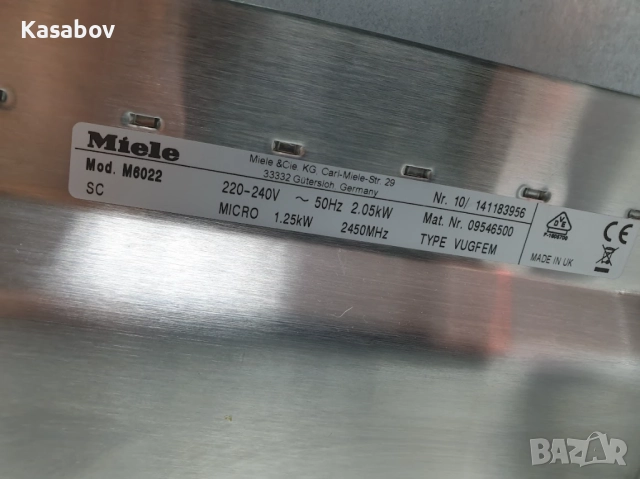 Kasabov
Miele
Miele &Cie. KG, Carl-Miele-Str. 29
33332 Gütersloh, Germany
Mod. M6022
SC
220-240V ~ 50Hz 2.05kW
MICRO 1.25kW 2450MHz
Nr. 10/ 141183956
Mat. Nr. 09546500
TYPE VUGFEM
DVE
CE
MADE IN UK
BAZAR